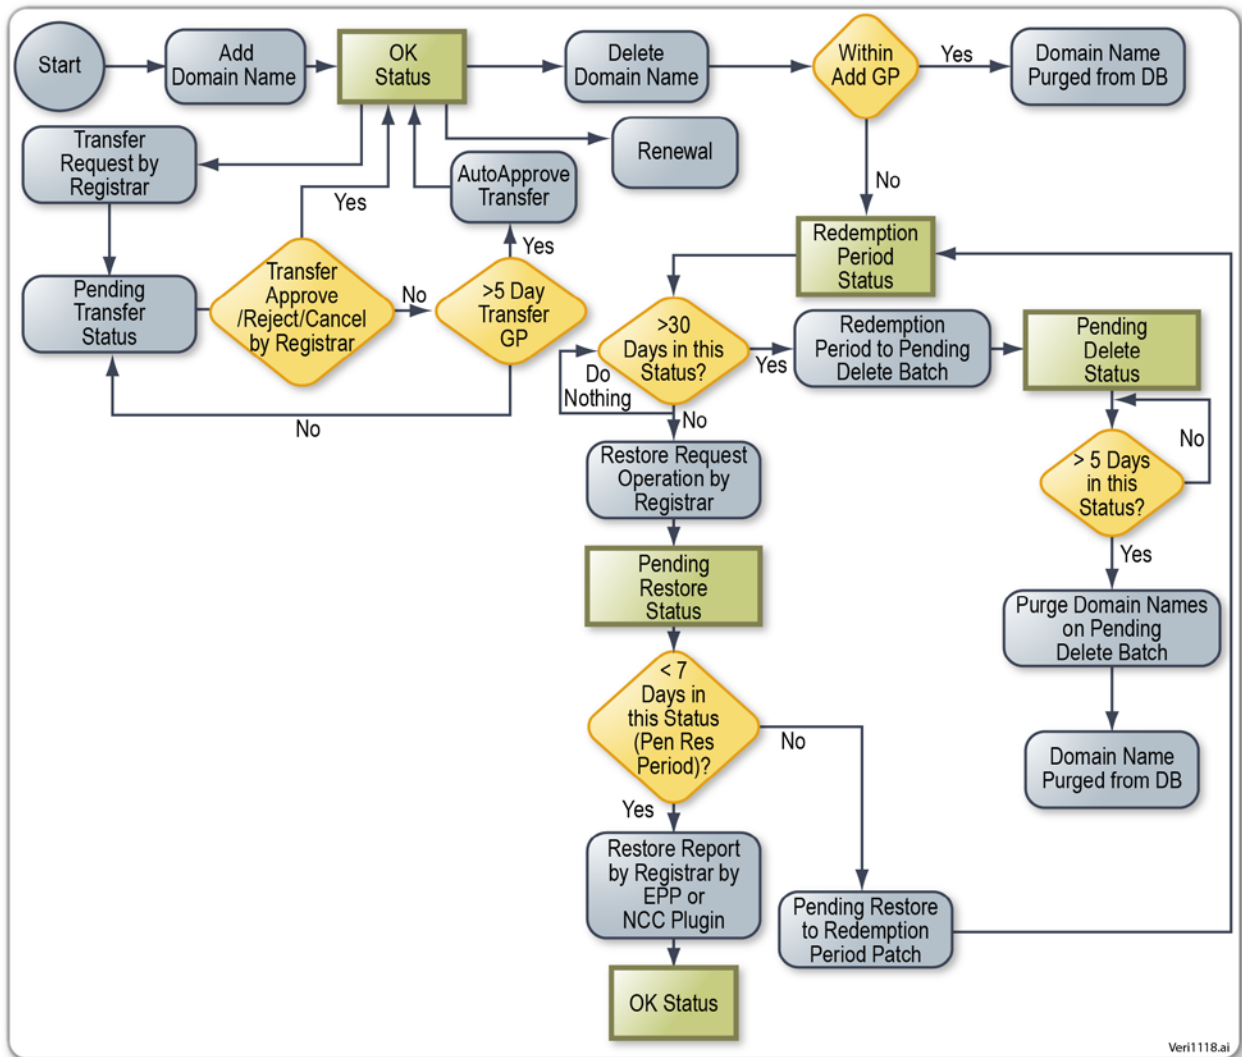 Start
Add
Domain Name
OK
Status
Delete
Domain Name
Within
Add GP
Yes
Domain Name
Purged from DB
Transfer
Request by
Registrar
Renewal
AutoApprove
Transfer
Yes
No
Yes
Redemption
Period
Status
Pending
Transfer
Status
Transfer
Approve
/Reject/Cancel
by Registrar
No
>5 Day
Transfer
GP
No
>30
Days in this
Status?
Do
Nothing
Yes
No
Redemption
Period to Pending
Delete Batch
Pending
Delete
Status
No
> 5 Days
in this
Status?
Yes
Restore Request
Operation by
Registrar
Pending
Restore
Status
Purge Domain Names
on Pending
Delete Batch
< 7
Days in
this Status
(Pen Res
Period)?
No
Yes
Domain Name
Purged from DB
Restore Report
by Registrar by
EPP or
NCC Plugin
Pending Restore
to Redemption
Period Patch
OK Status
Veri1118.ai